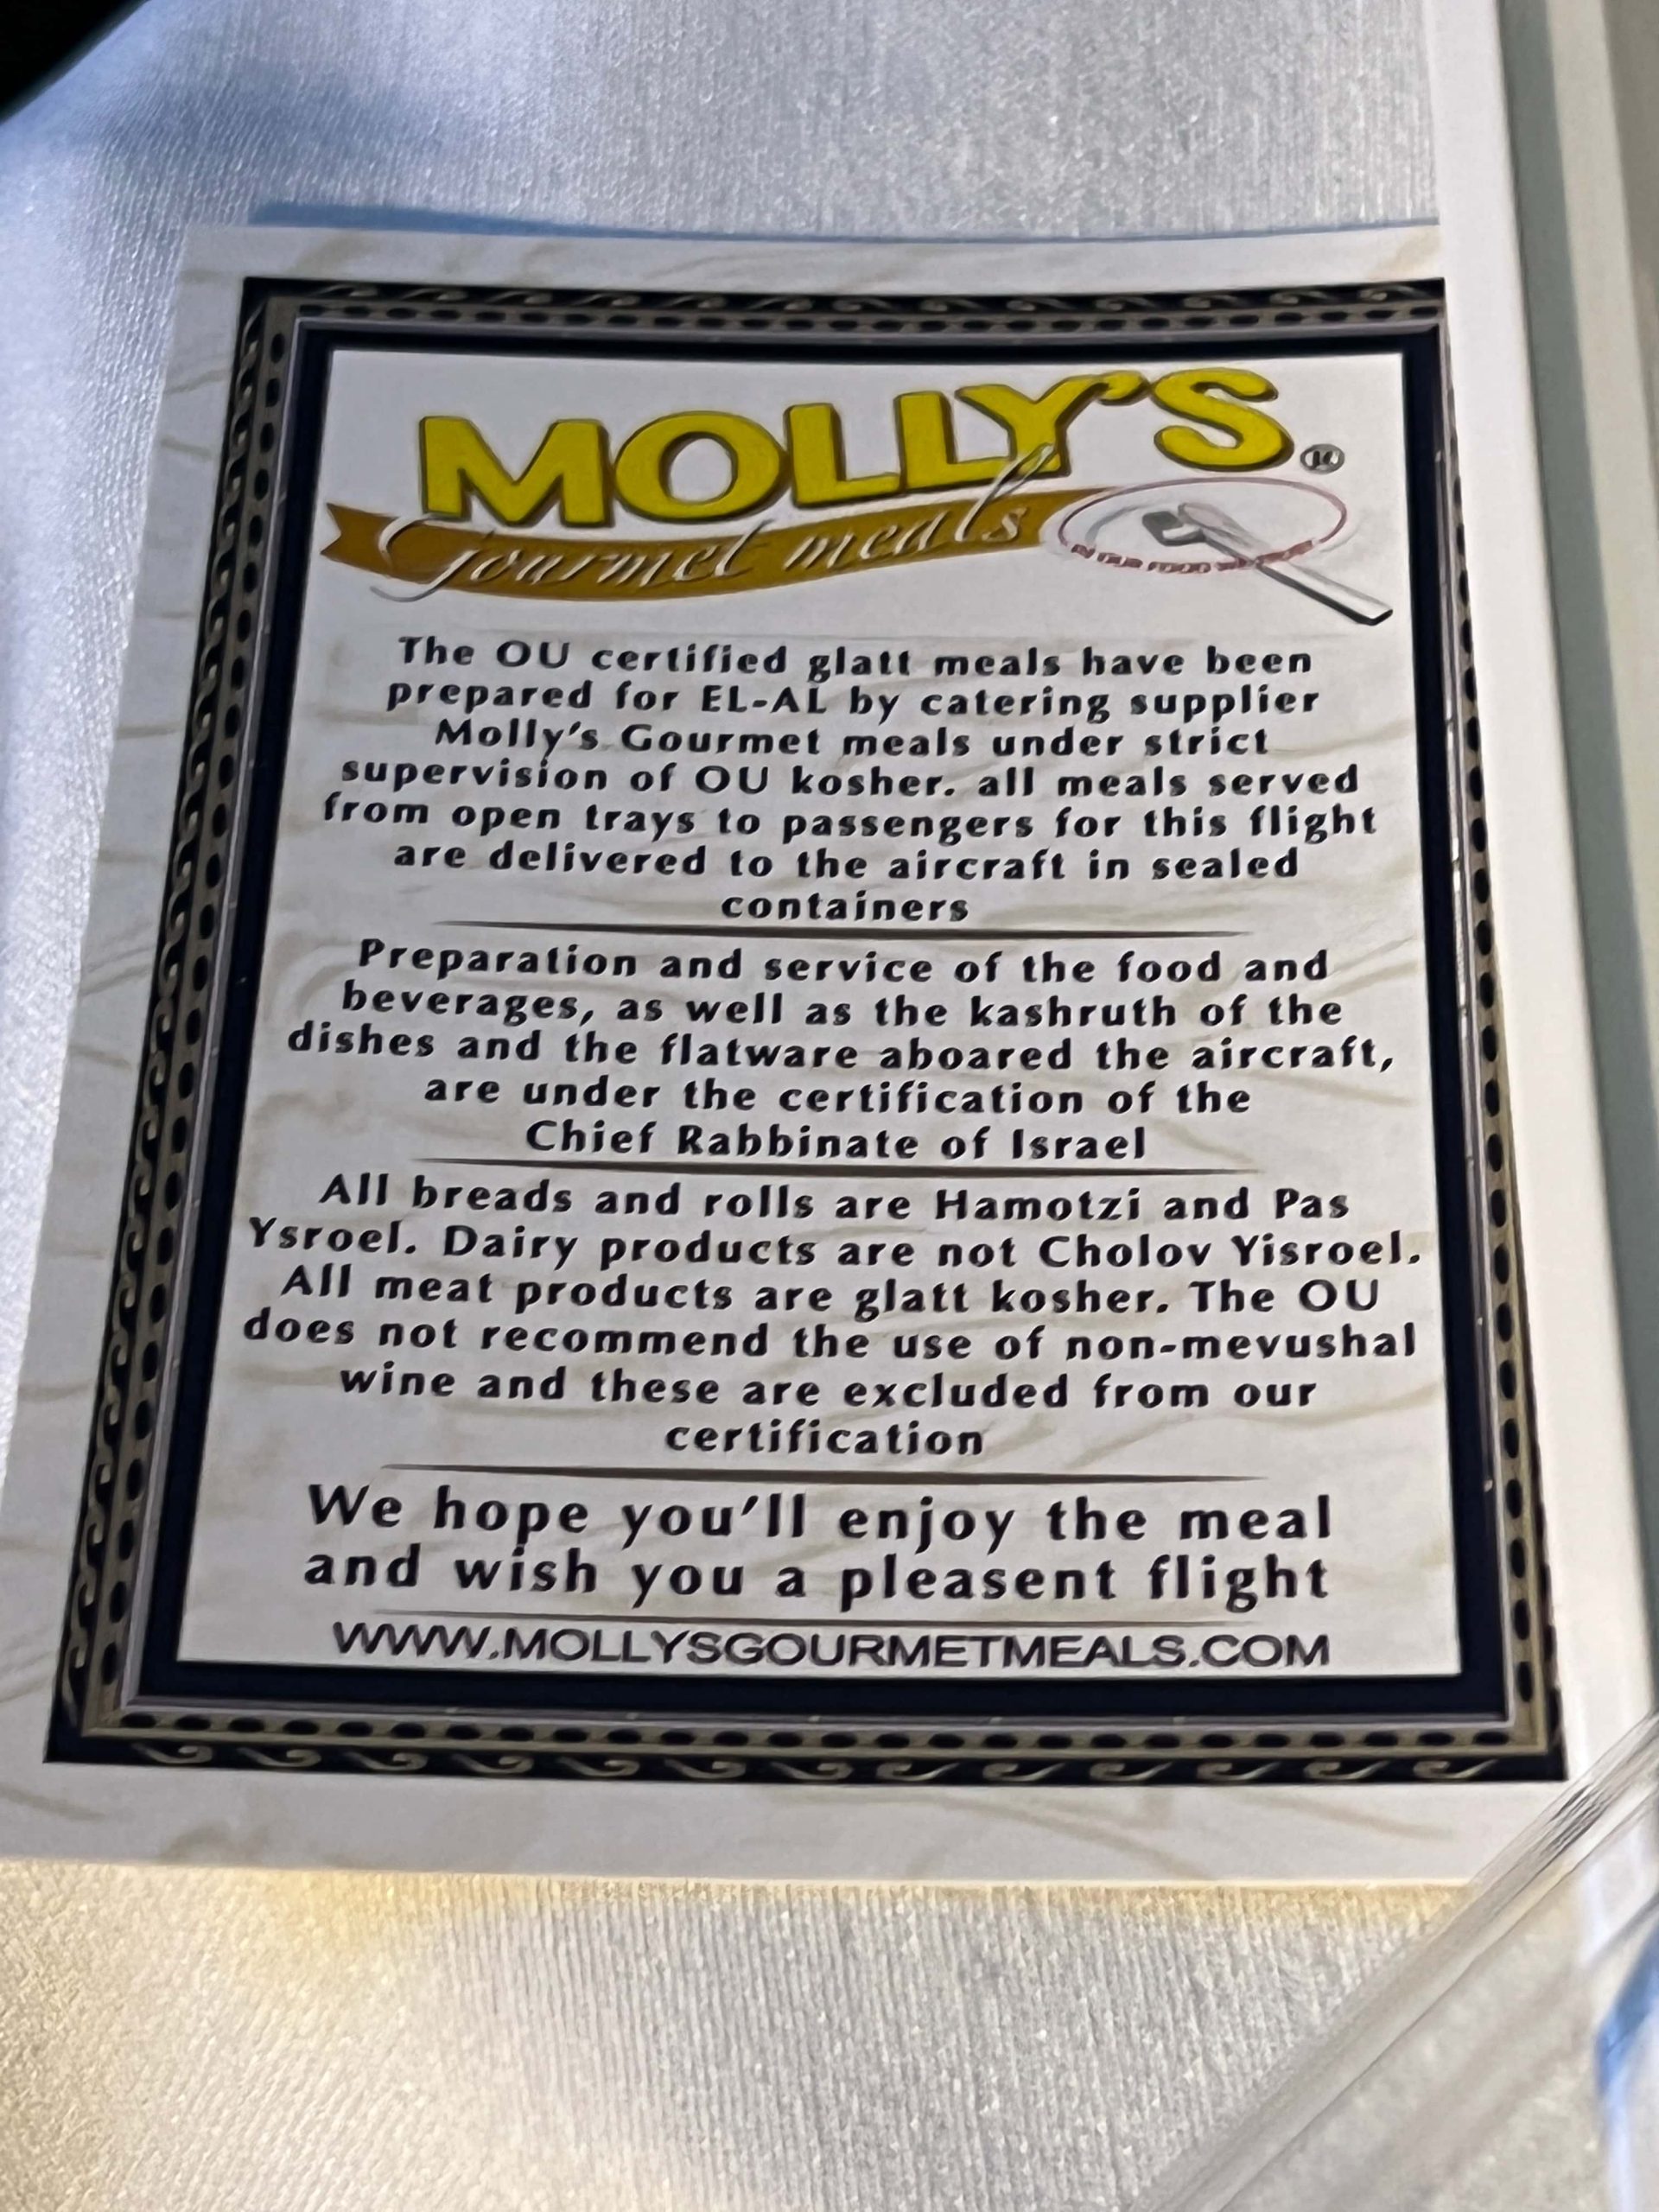 MOLLY'S
gourmet meals
The OU certified glatt meals have been
prepared for EL-AL by catering supplier
Molly's Gourmet meals under strict
supervision of OU kosher. all meals served
from open trays to passengers for this flight
are delivered to the aircraft in sealed
containers
Preparation and service of the food and
beverages, as well as the kashruth of the
dishes and the flatware aboared the aircraft,
are under the certification of the
Chief Rabbinate of Israel
All breads and rolls are Hamotzi and Pas
Ysroel. Dairy products are not Cholov Yisroel.
All meat products are glatt kosher. The OU
does not recommend the use of non-mevushal
wine and these are excluded from our
certification
We hope you'll enjoy the meal
and wish you a pleasent flight
WWW.MOLLYSGOURMETMEALS.COM